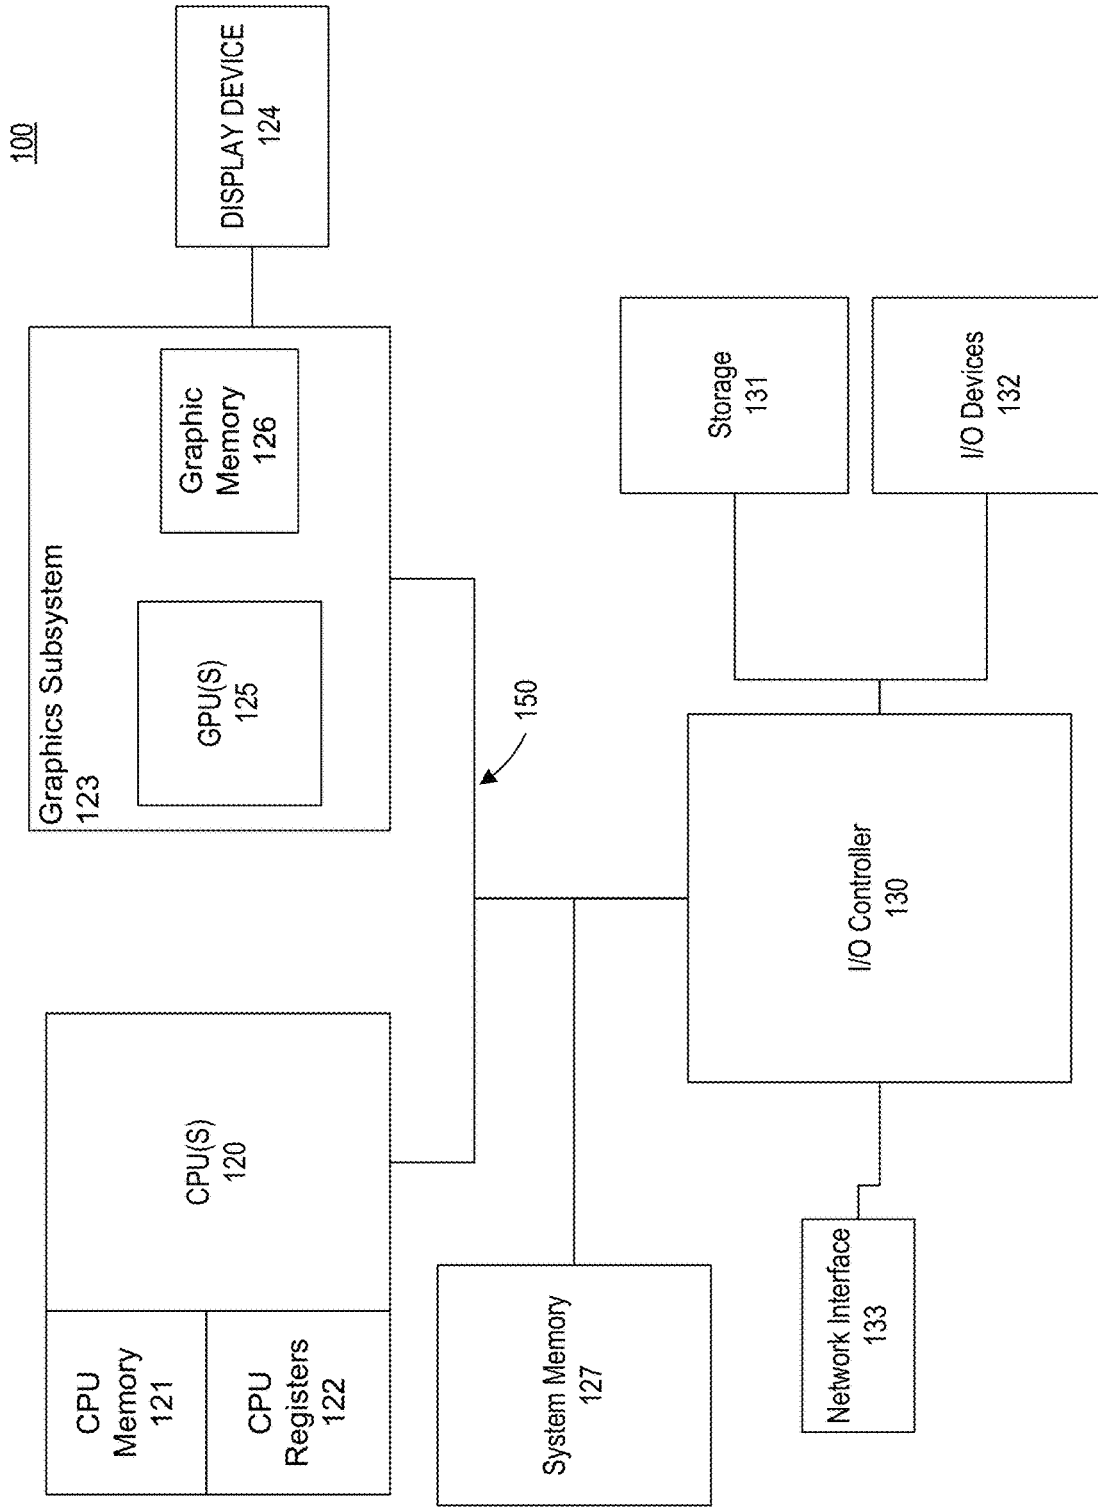 100
CPU
Memory
121
CPU
Registers
122
CPU(S)
120
Graphics Subsystem
123
GPU(S)
125
Graphic
Memory
126
DISPLAY DEVICE
124
150
System Memory
127
I/O Controller
130
Storage
131
I/O Devices
132
Network Interface
133